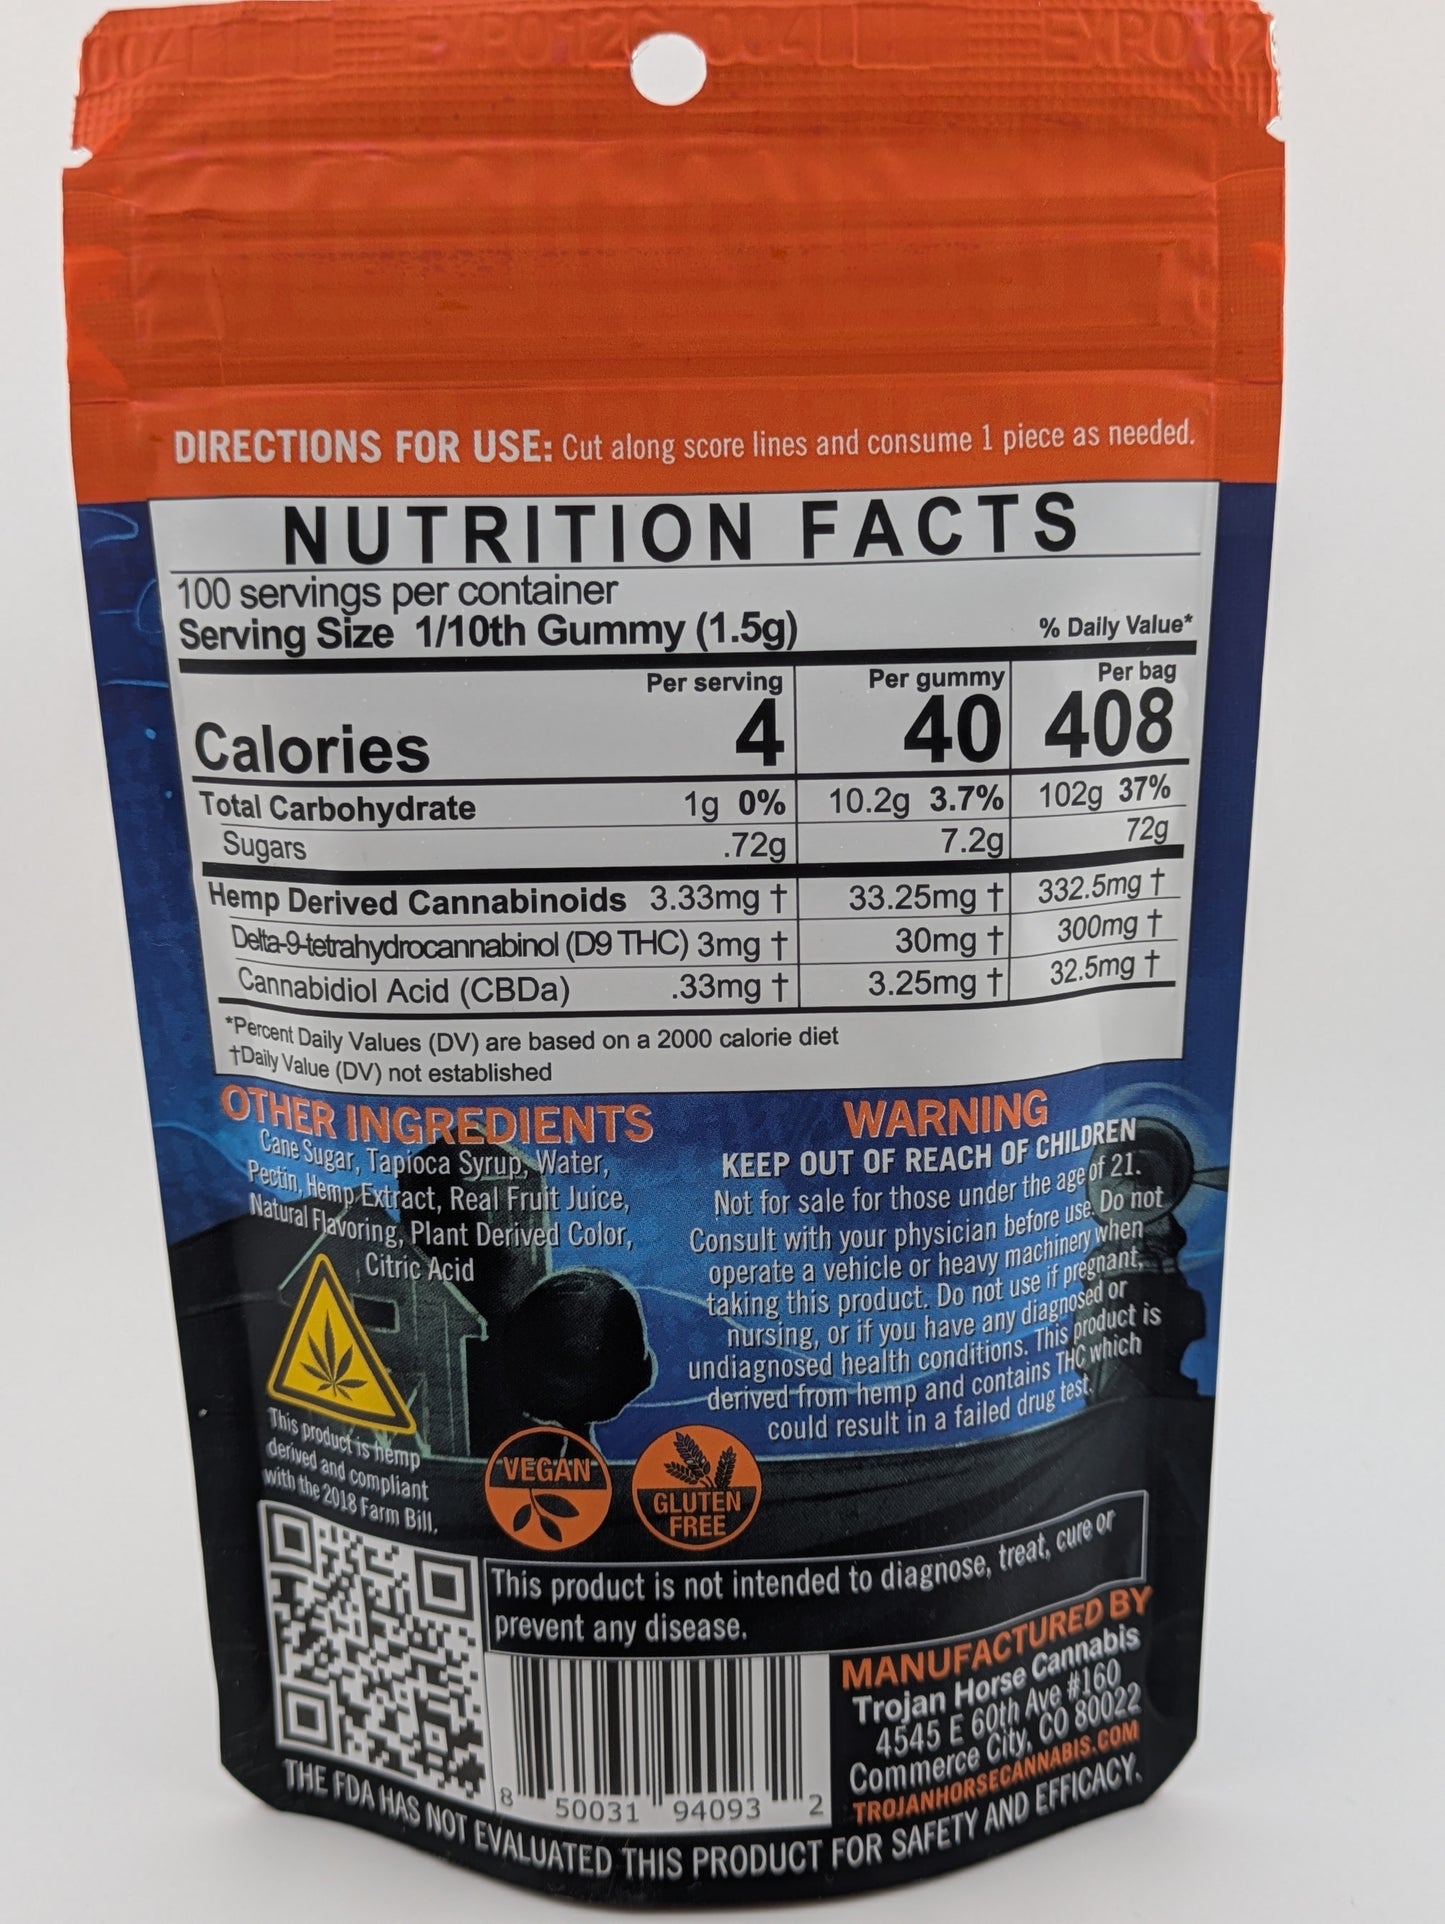 DIRECTIONS FOR USE: Cut along score lines and consume 1 piece as needed.
NUTRITION FACTS
100 servings per container
Serving Size 1/10th Gummy (1.5g)
% Daily Value*
Per serving Per gummy Per bag
Calories 4 40 408
Total Carbohydrate 1g 0% 10.2g 3.7% 102g 37%
Sugars .72g 7.2g 72g
Hemp Derived Cannabinoids 3.33mg † 33.25mg † 332.5mg †
Delta-9-tetrahydrocannabinol (D9 THC) 3mg † 30mg † 300mg †
Cannabidiol Acid (CBDa) .33mg † 3.25mg † 32.5mg †
*Percent Daily Values (DV) are based on a 2000 calorie diet
†Daily Value (DV) not established
OTHER INGREDIENTS
Cane Sugar, Tapioca Syrup, Water,
Pectin, Hemp Extract, Real Fruit Juice,
Natural Flavoring, Plant Derived Color,
Citric Acid
WARNING
KEEP OUT OF REACH OF CHILDREN
Not for sale for those under the age of 21.
Consult with your physician before use. Do not
operate a vehicle or heavy machinery when
taking this product. Do not use if pregnant,
nursing, or if you have any diagnosed or
undiagnosed health conditions. This product is
derived from hemp and contains THC which
could result in a failed drug test.
This product is hemp
derived and compliant
with the 2018 Farm Bill.
VEGAN
GLUTEN
FREE
This product is not intended to diagnose, treat, cure or
prevent any disease.
MANUFACTURED BY
Trojan Horse Cannabis
4545 E 60th Ave #160
Commerce City, CO 80022
TROJANHORSECANNABIS.COM
8 50031 94093 2
THE FDA HAS NOT EVALUATED THIS PRODUCT FOR SAFETY AND EFFICACY.